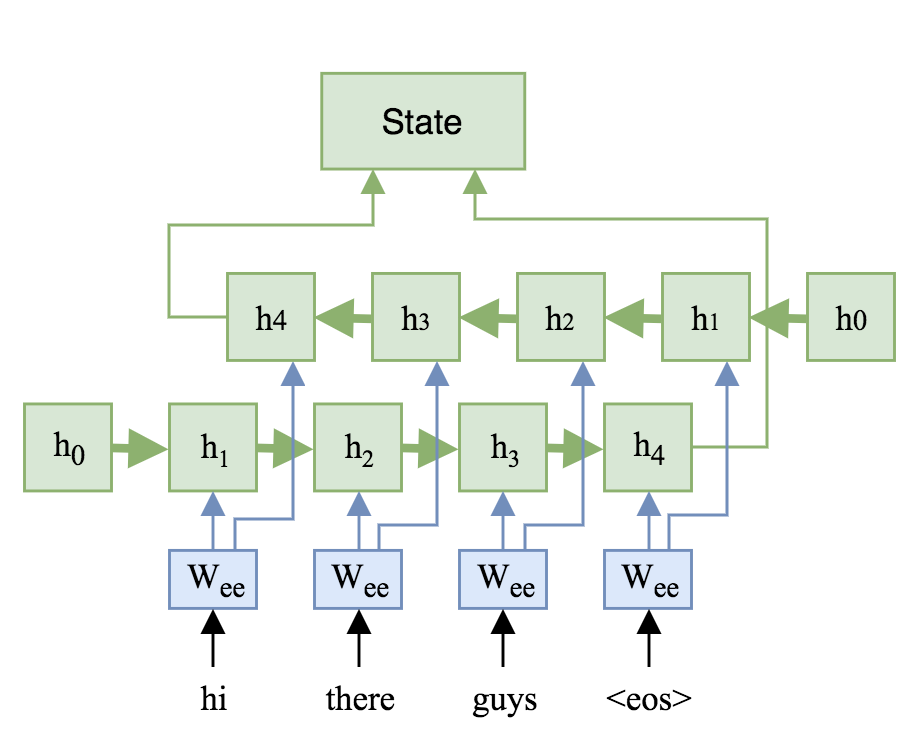 State
h4 h3 h2 h1 h0
h₀ h₁ h₂ h₃ h₄
Wₑₑ Wₑₑ Wₑₑ Wₑₑ
hi there guys <eos>